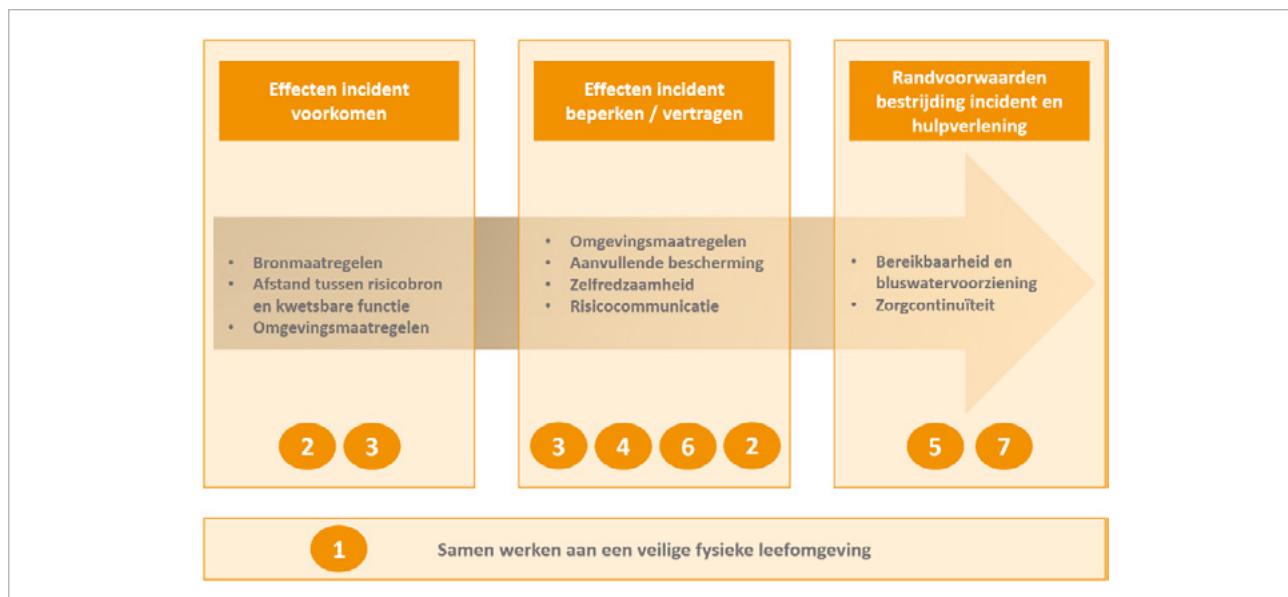 Effecten incident
voorkomen
• Bronmaatregelen
• Afstand tussen risicobron
en kwetsbare functie
• Omgevingsmaatregelen
2 3
Effecten incident
beperken / vertragen
• Omgevingsmaatregelen
• Aanvullende bescherming
• Zelfredzaamheid
• Risicocommunicatie
3 4 6 2
Randvoorwaarden
bestrijding incident en
hulpverlening
• Bereikbaarheid en
bluswatervoorziening
• Zorgcontinuïteit
5 7
1 Samen werken aan een veilige fysieke leefomgeving